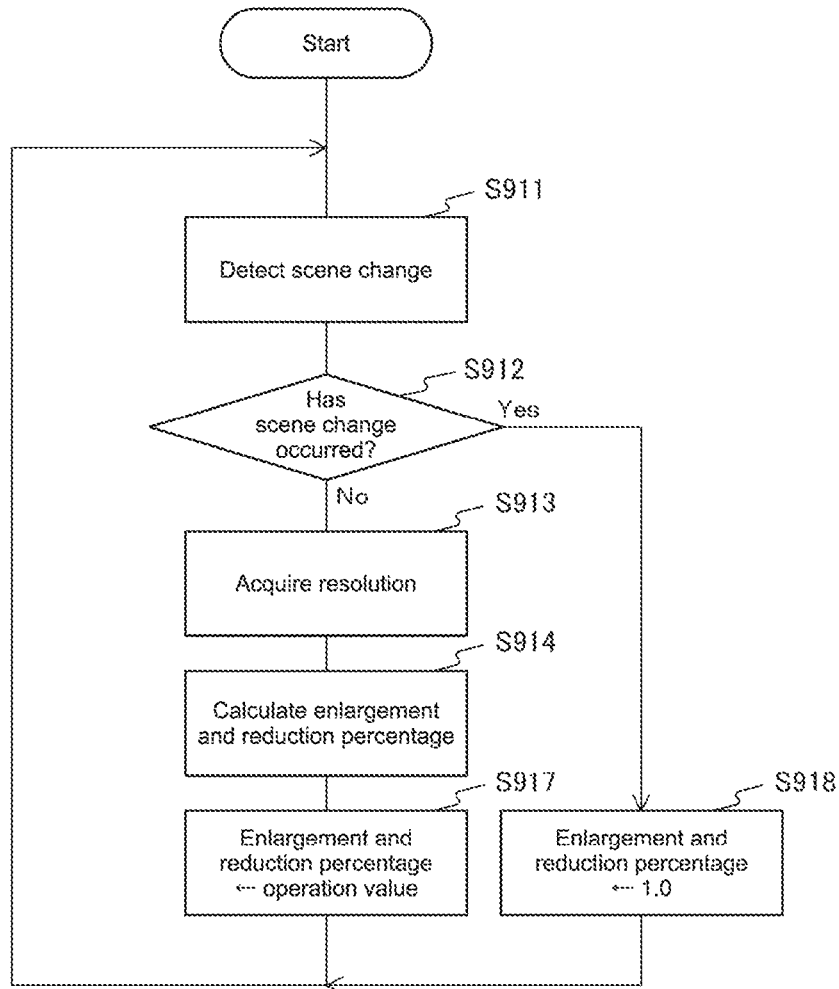 Start
S911
Detect scene change
S912
Has
scene change
occurred?
Yes
No
S913
Acquire resolution
S914
Calculate enlargement
and reduction percentage
S917
Enlargement and
reduction percentage
← operation value
S918
Enlargement and
reduction percentage
← 1.0